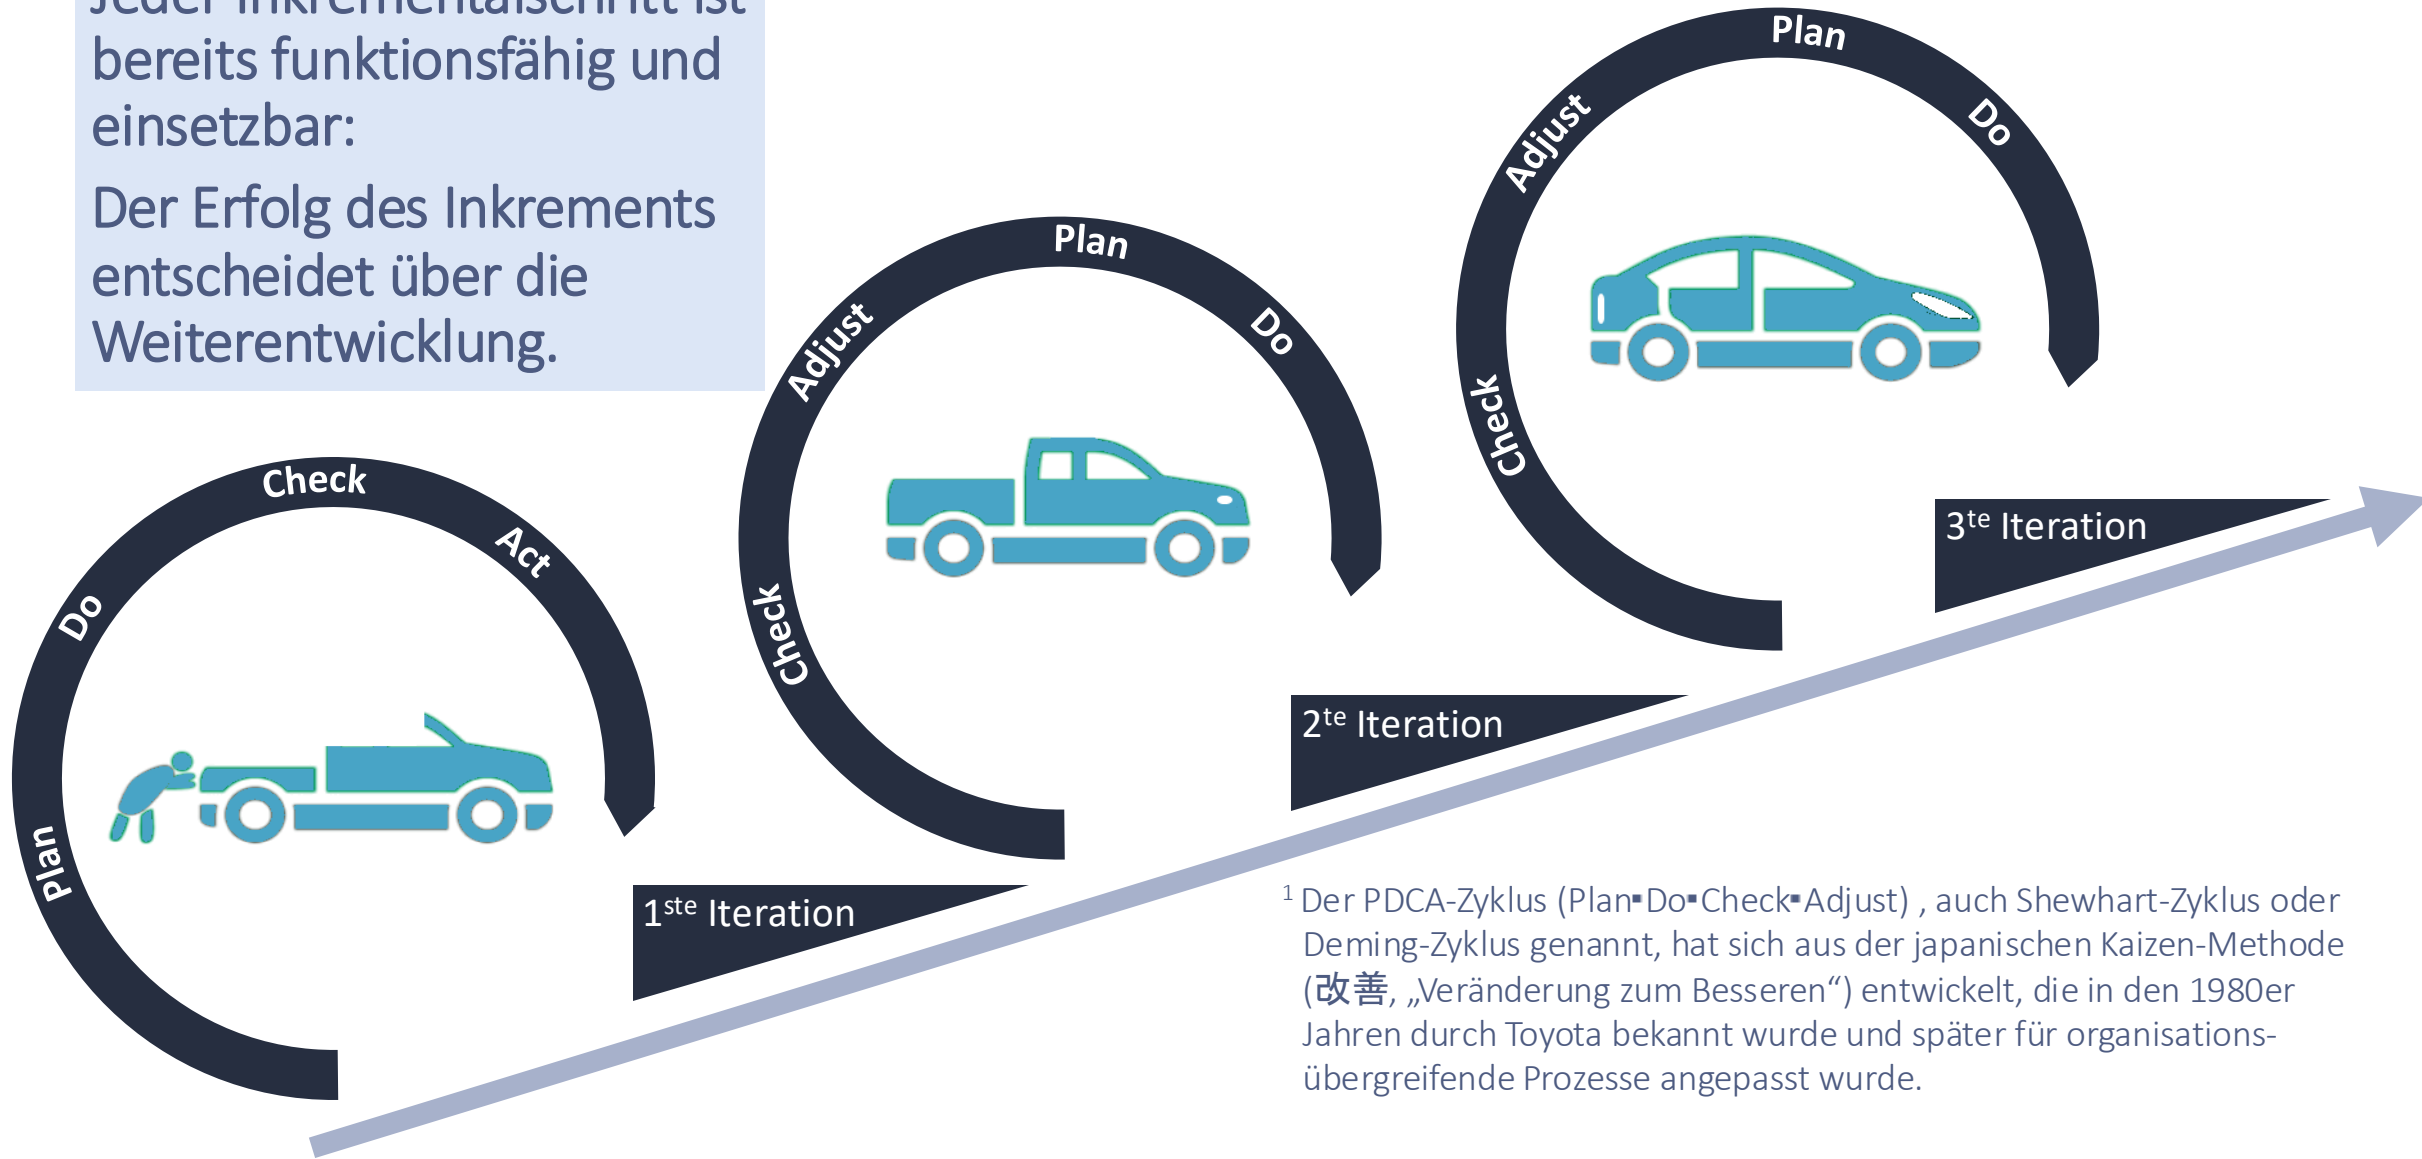 Jeder Inkrementalschritt ist
bereits funktionsfähig und
einsetzbar:
Der Erfolg des Inkrements
entscheidet über die
Weiterentwicklung.
Plan
Do
Check
Act
1ste Iteration
Check
Adjust
Plan
Do
2te Iteration
Check
Adjust
Plan
Do
3te Iteration
1 Der PDCA-Zyklus (Plan▪Do▪Check▪Adjust) , auch Shewhart-Zyklus oder
Deming-Zyklus genannt, hat sich aus der japanischen Kaizen-Methode
(改善, „Veränderung zum Besseren“) entwickelt, die in den 1980er
Jahren durch Toyota bekannt wurde und später für organisations-
übergreifende Prozesse angepasst wurde.